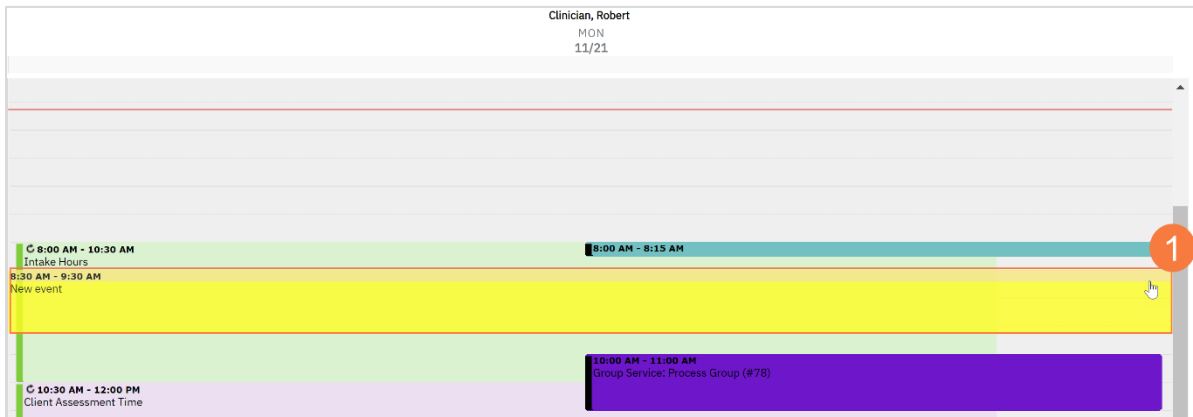 Clinician, Robert
MON
11/21
8:00 AM - 10:30 AM
Intake Hours
8:00 AM - 8:15 AM
1
8:30 AM - 9:30 AM
New event
10:00 AM - 11:00 AM
Group Service: Process Group (#78)
10:30 AM - 12:00 PM
Client Assessment Time